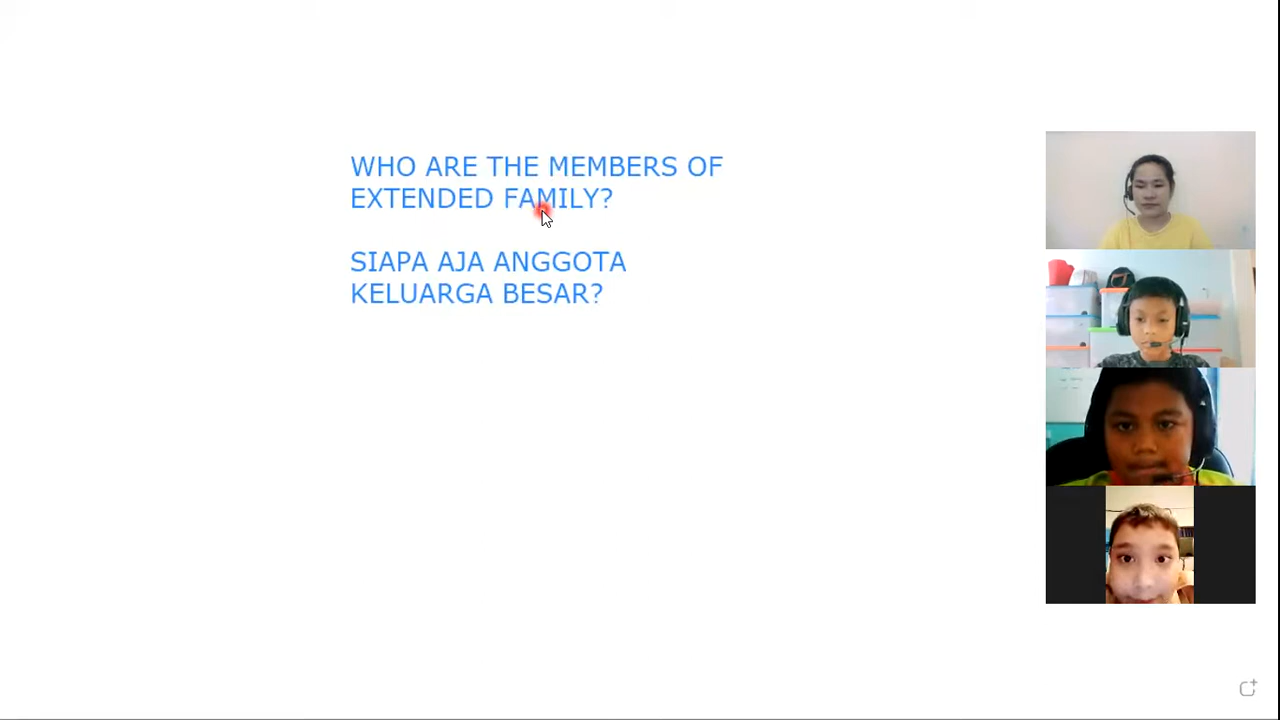 WHO ARE THE MEMBERS OF
EXTENDED FAMILY?
SIAPA AJA ANGGOTA
KELUARGA BESAR?